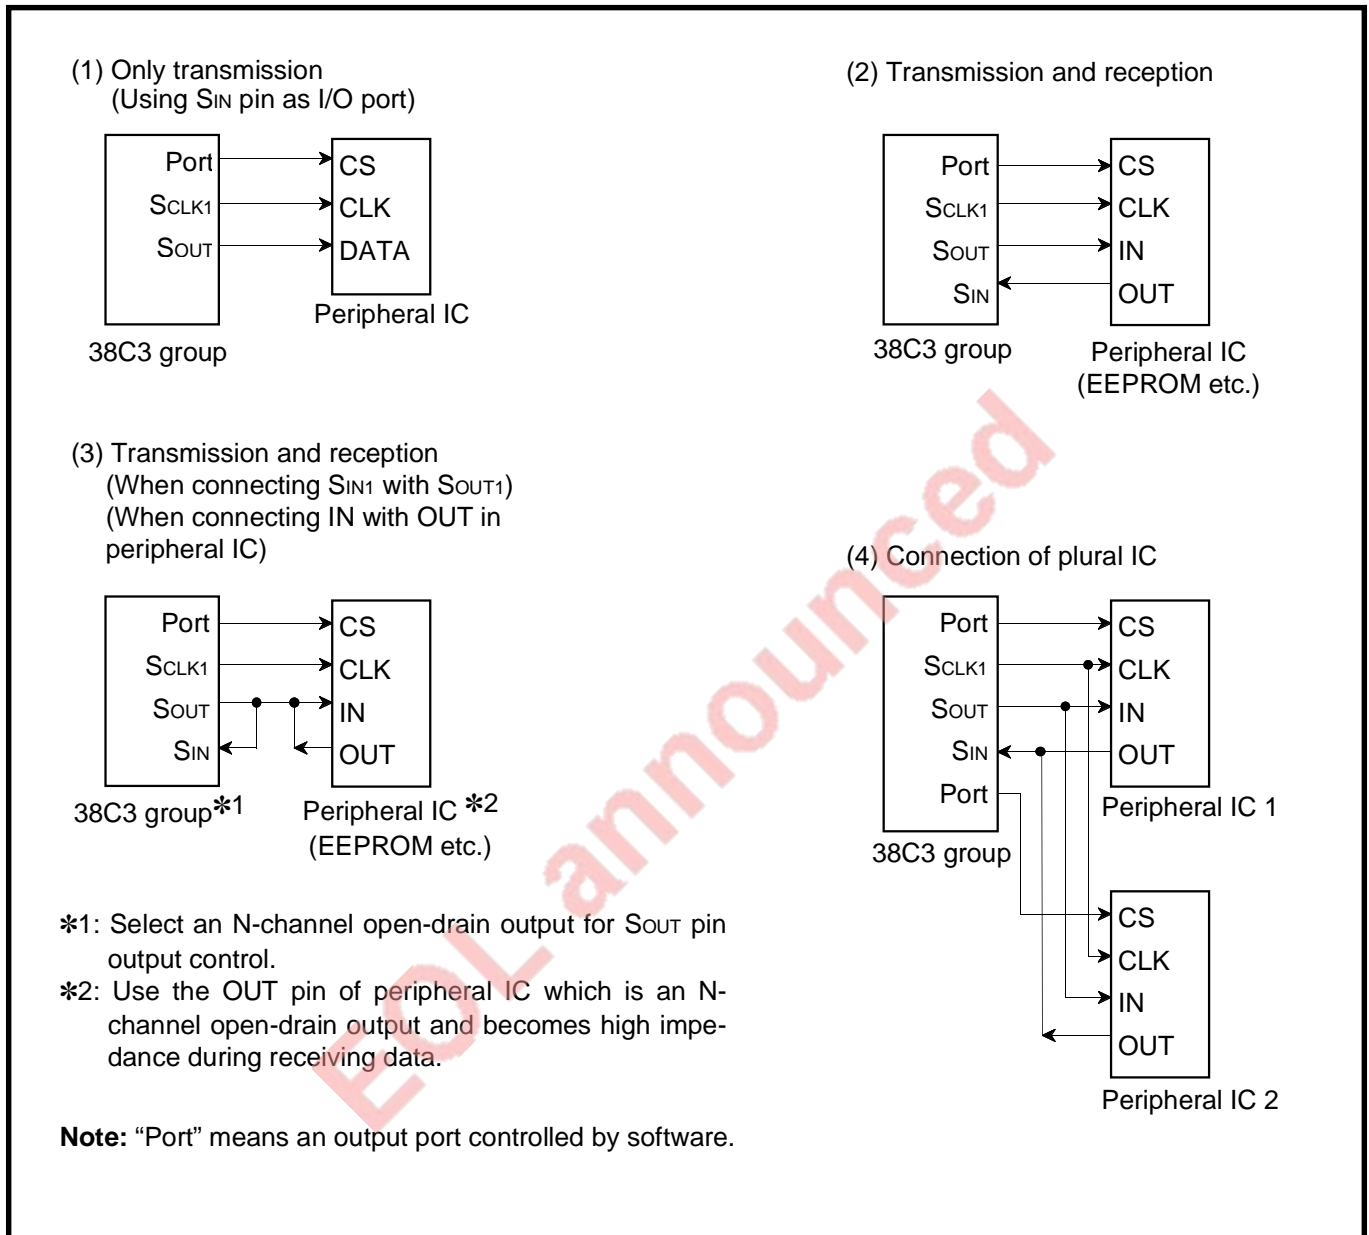 (1) Only transmission
(Using SIN pin as I/O port)
Port
SCLK1
SOUT
CS
CLK
DATA
Peripheral IC
38C3 group
(2) Transmission and reception
Port
SCLK1
SOUT
SIN
CS
CLK
IN
OUT
38C3 group
Peripheral IC
(EEPROM etc.)
(3) Transmission and reception
(When connecting SIN1 with SOUT1)
(When connecting IN with OUT in
peripheral IC)
Port
SCLK1
SOUT
SIN
CS
CLK
IN
OUT
38C3 group✽1
Peripheral IC ✽2
(EEPROM etc.)
(4) Connection of plural IC
Port
SCLK1
SOUT
SIN
Port
CS
CLK
IN
OUT
Peripheral IC 1
38C3 group
CS
CLK
IN
OUT
Peripheral IC 2
✽1: Select an N-channel open-drain output for SOUT pin
output control.
✽2: Use the OUT pin of peripheral IC which is an N-
channel open-drain output and becomes high impe-
dance during receiving data.
Note: “Port” means an output port controlled by software.
EOL announced